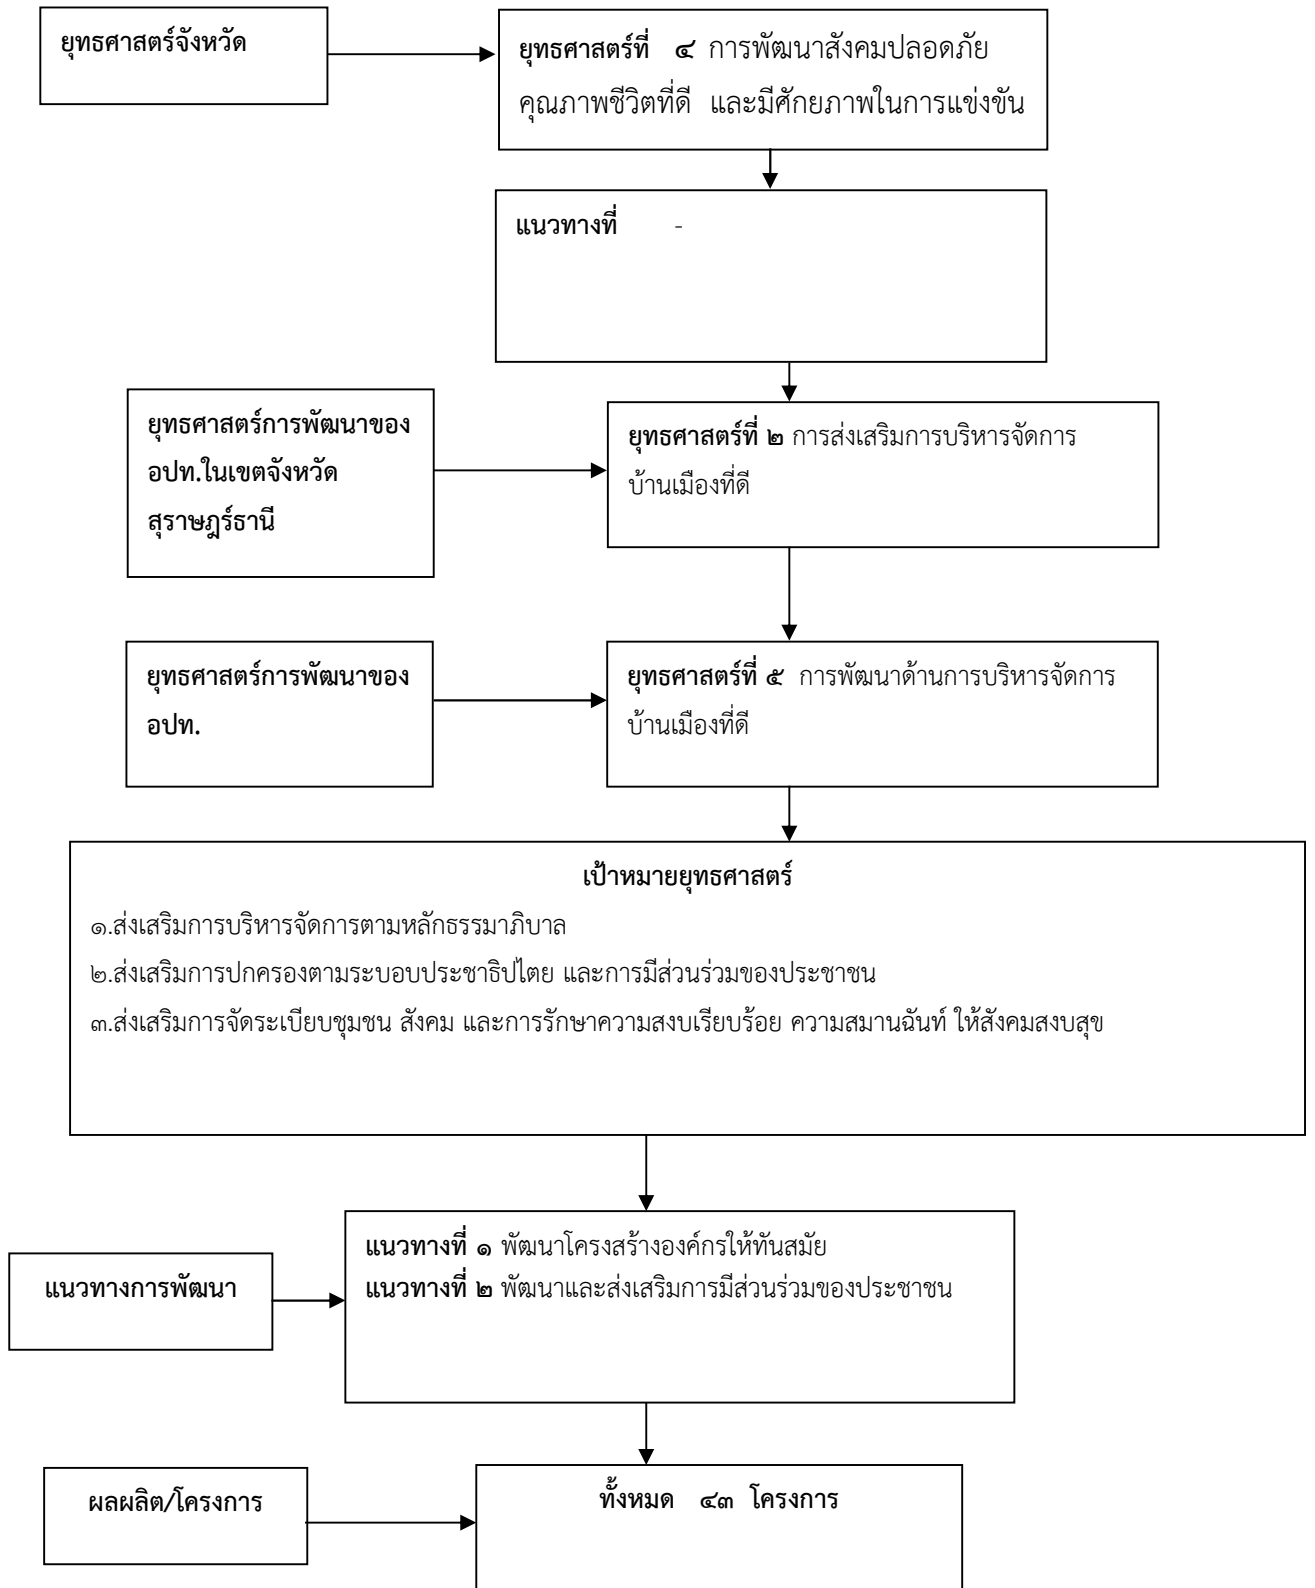 ยุทธศาสตร์จังหวัด
ยุทธศาสตร์ที่ ๔ การพัฒนาสังคมปลอดภัย
คุณภาพชีวิตที่ดี และมีศักยภาพในการแข่งขัน
แนวทางที่ -
ยุทธศาสตร์การพัฒนาของ
อปท.ในเขตจังหวัด
สุราษฎร์ธานี
ยุทธศาสตร์ที่ ๒ การส่งเสริมการบริหารจัดการ
บ้านเมืองที่ดี
ยุทธศาสตร์การพัฒนาของ
อปท.
ยุทธศาสตร์ที่ ๕ การพัฒนาด้านการบริหารจัดการ
บ้านเมืองที่ดี
เป้าหมายยุทธศาสตร์
๑.ส่งเสริมการบริหารจัดการตามหลักธรรมาภิบาล
๒.ส่งเสริมการปกครองตามระบอบประชาธิปไตย และการมีส่วนร่วมของประชาชน
๓.ส่งเสริมการจัดระเบียบชุมชน สังคม และการรักษาความสงบเรียบร้อย ความสมานฉันท์ ให้สังคมสงบสุข
แนวทางการพัฒนา
แนวทางที่ ๑ พัฒนาโครงสร้างองค์กรให้ทันสมัย
แนวทางที่ ๒ พัฒนาและส่งเสริมการมีส่วนร่วมของประชาชน
ผลผลิต/โครงการ
ทั้งหมด ๔๓ โครงการ